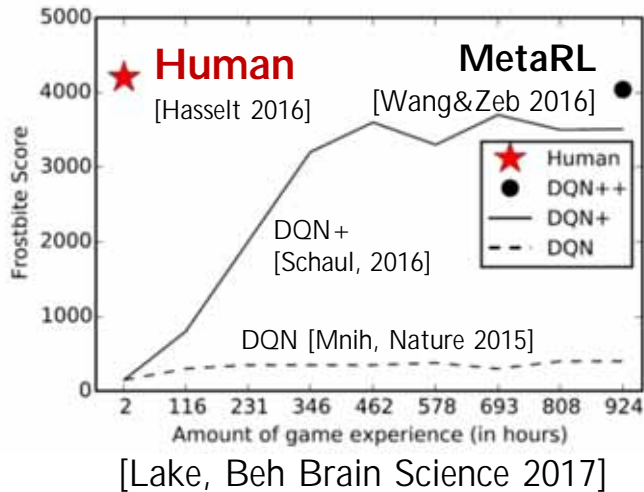 5000
4000
3000
2000
1000
0
Frostbite Score
Human
[Hasselt 2016]
MetaRL
[Wang&Zeb 2016]
Human
DQN++
DQN+
DQN
DQN+
[Schaul, 2016]
DQN [Mnih, Nature 2015]
2 116 231 346 462 578 693 808 924
Amount of game experience (in hours)
[Lake, Beh Brain Science 2017]